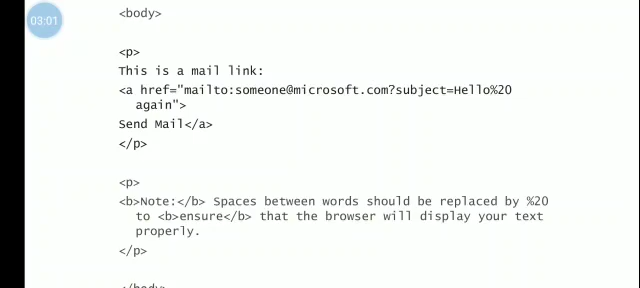 03:01
<body>
<p>
This is a mail link:
<a href="mailto:someone@microsoft.com?subject=Hello%20
again">
Send Mail</a>
</p>
<p>
<b>Note:</b> Spaces between words should be replaced by %20
to <b>ensure</b> that the browser will display your text
properly.
</p>
</body>